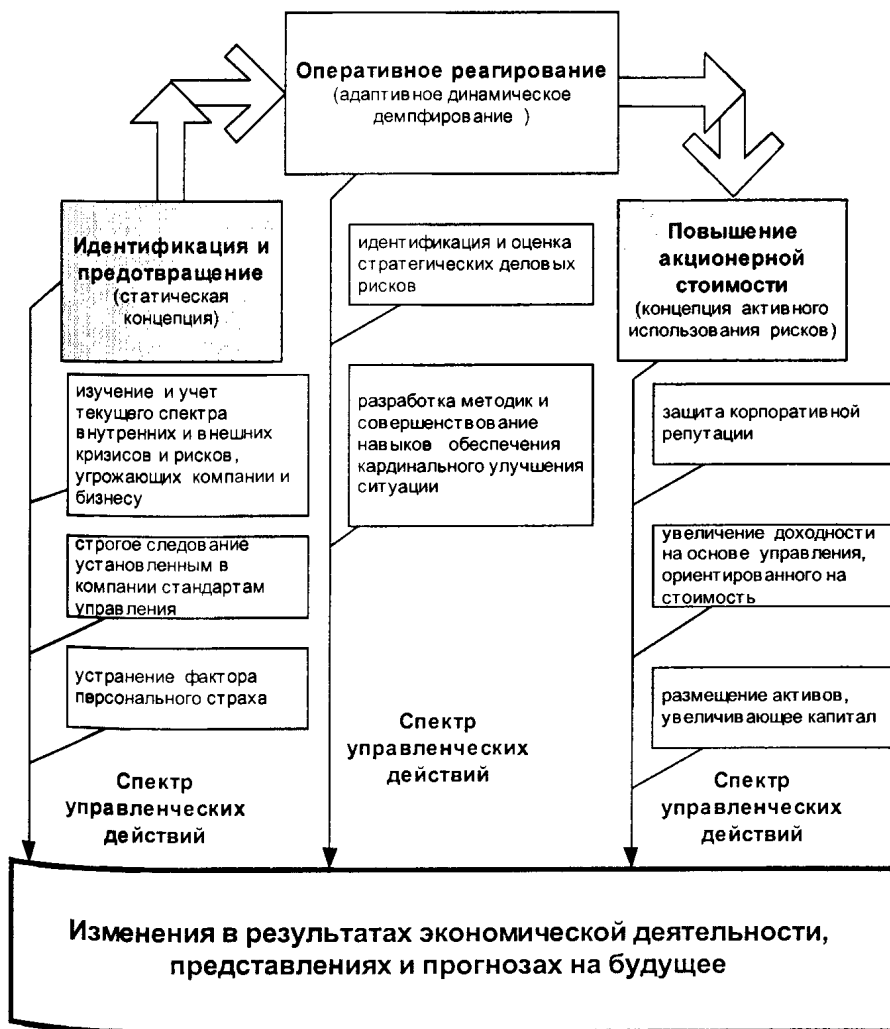 Оперативное реагирование
(адаптивное динамическое
демпфирование )
Идентификация и
предотвращение
(статическая
концепция)
изучение и учет
текущего спектра
внутренних и внешних
кризисов и рисков,
угрожающих компании и
бизнесу
строгое следование
установленным в
компании стандартам
управления
устранение фактора
персонального страха
Спектр
управленческих
действий
идентификация и оценка
стратегических деловых
рисков
разработка методик и
совершенствование
навыков обеспечения
кардинального улучшения
ситуации
Спектр
управленческих
действий
Повышение
акционерной
стоимости
(концепция активного
использования рисков)
защита корпоративной
репутации
увеличение доходности
на основе управления,
ориентированного на
стоимость
размещение активов,
увеличивающее капитал
Спектр
управленческих
действий
Изменения в результатах экономической деятельности,
представлениях и прогнозах на будущее